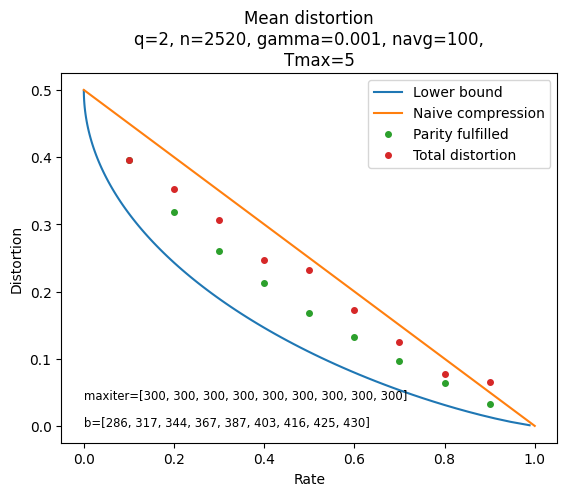 Mean distortion
q=2, n=2520, gamma=0.001, navg=100,
Tmax=5
Lower bound
Naive compression
Parity fulfilled
Total distortion
Distortion
0.5
0.4
0.3
0.2
0.1
0.0
maxiter=[300, 300, 300, 300, 300, 300, 300, 300, 300]
b=[286, 317, 344, 367, 387, 403, 416, 425, 430]
0.0 0.2 0.4 0.6 0.8 1.0
Rate